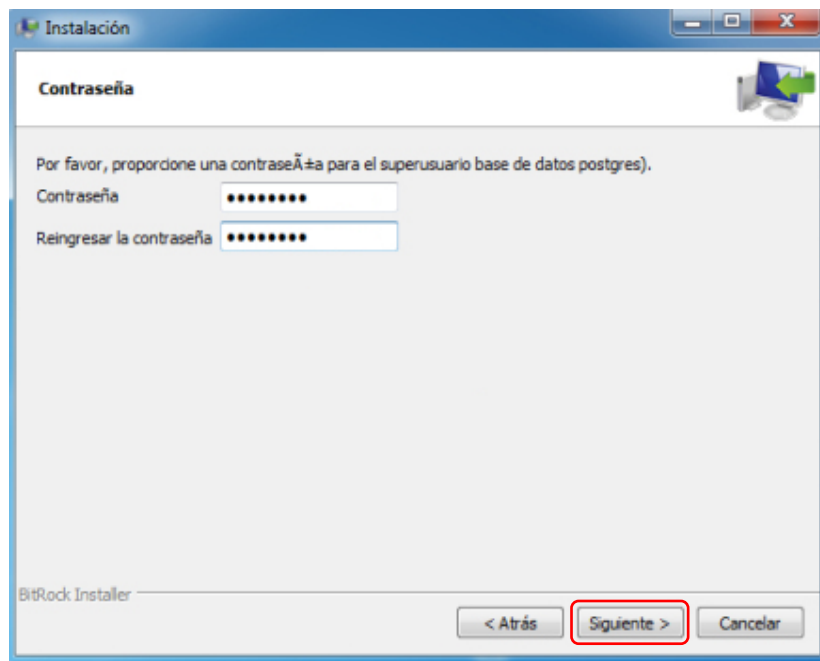 Instalación
Contraseña
Por favor, proporcione una contraseÃ±a para el superusuario base de datos postgres).
Contraseña ••••••••
Reingresar la contraseña ••••••••
BitRock Installer
< Atrás Siguiente > Cancelar